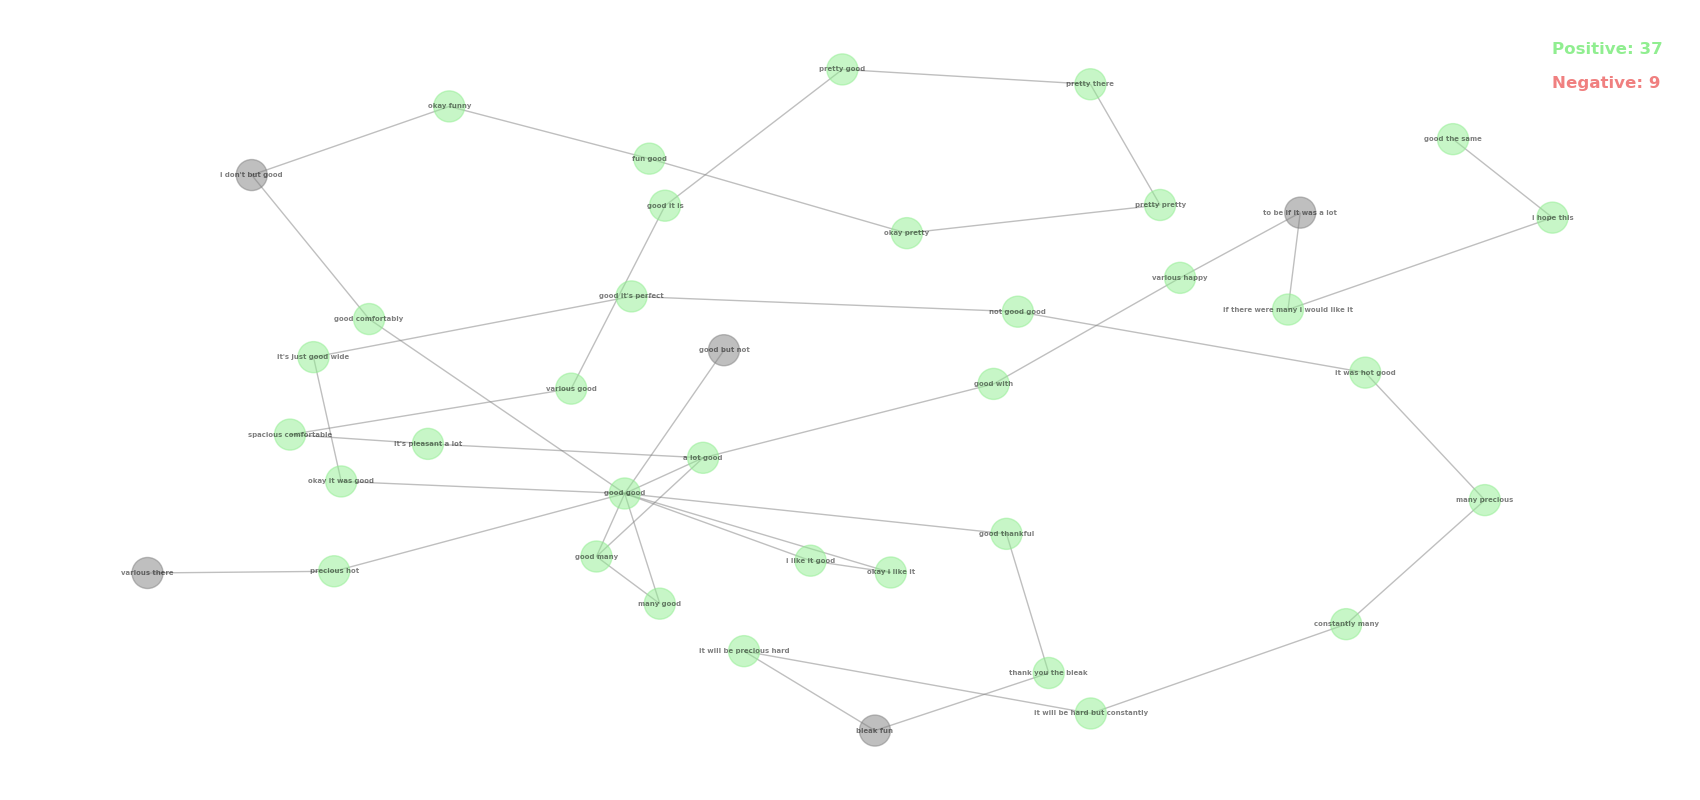 Positive: 37
Negative: 9
pretty good
pretty there
okay funny
good the same
fun good
I don't but good
good it is
pretty pretty
to be if it was a lot
I hope this
okay pretty
various happy
good it's perfect
if there were many I would like it
not good good
good comfortably
good but not
it's just good wide
it was hot good
good with
various good
spacious comfortable
it's pleasant a lot
a lot good
okay it was good
good good
many precious
good thankful
good many
i like it good
precious hot
okay i like it
various there
many good
constantly many
it will be precious hard
thank you the bleak
it will be hard but constantly
bleak fun